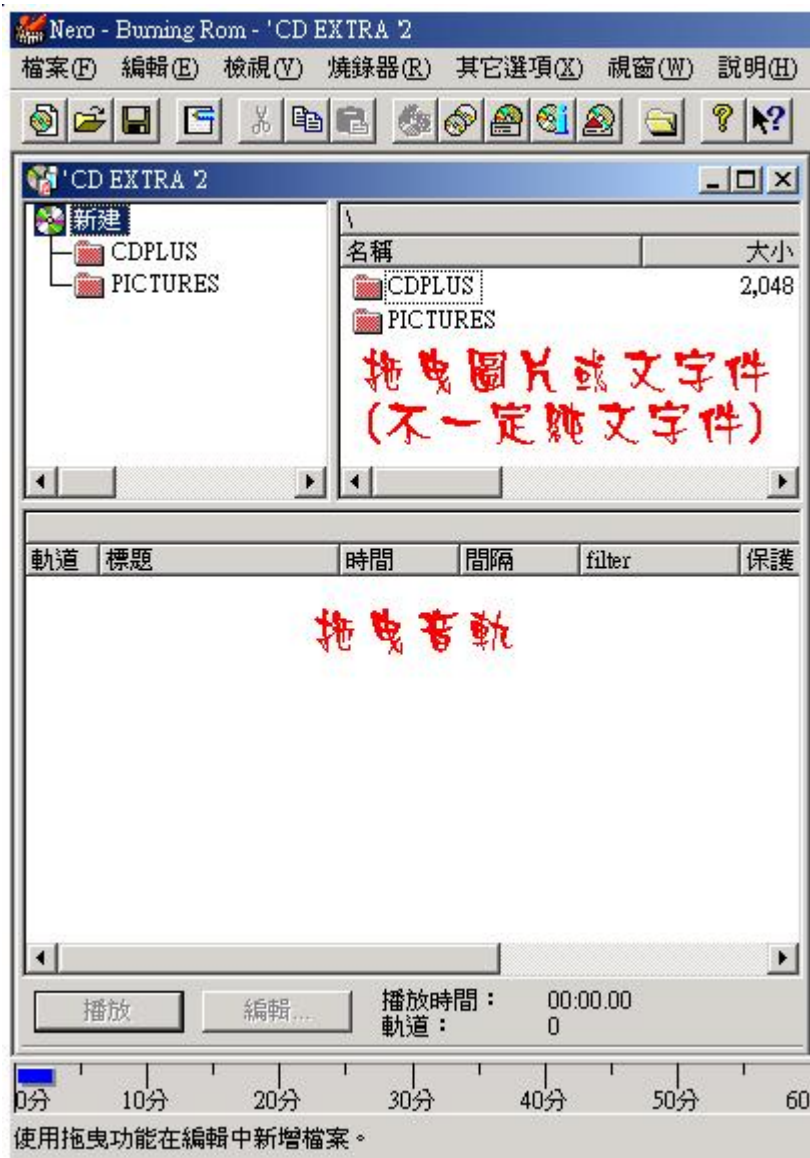 Nero - Burning Rom - 'CD EXTRA '2
檔案(F) 編輯(E) 檢視(V) 燒錄器(R) 其它選項(X) 視窗(W) 說明(H)
'CD EXTRA '2
新建
CDPLUS
PICTURES
\
名稱 大小
CDPLUS 2,048
PICTURES
拖曳圖片或文字件
(不一定純文字件)
軌道 標題 時間 間隔 filter 保護
拖曳音軌
播放 編輯... 播放時間： 00:00.00
軌道： 0
0分 10分 20分 30分 40分 50分 60
使用拖曳功能在編輯中新增檔案。